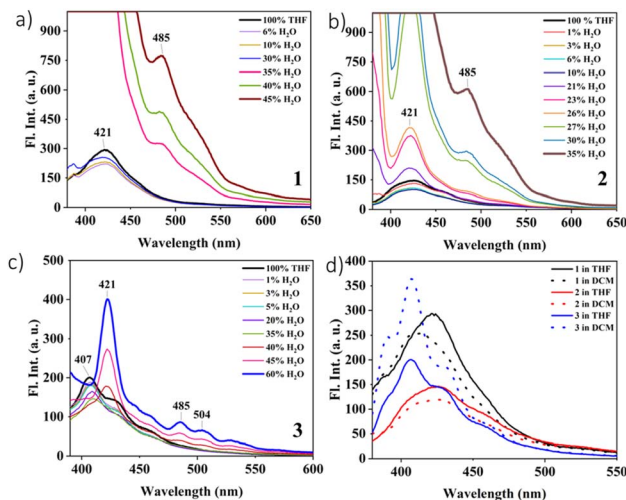 a)
Fl. Int. (a. u.)
900
750
600
450
300
150
0
485
421
100% THF
6% H₂O
10% H₂O
30% H₂O
35% H₂O
40% H₂O
45% H₂O
1
400
450
500
550
600
650
Wavelength (nm)
b)
Fl. Int. (a. u.)
900
750
600
450
300
150
0
485
421
100 % THF
1% H₂O
3% H₂O
6% H₂O
10% H₂O
21% H₂O
23% H₂O
26% H₂O
27% H₂O
30% H₂O
35% H₂O
2
400
450
500
550
600
650
Wavelength (nm)
c)
Fl. Int. (a. u.)
500
400
300
200
100
0
421
407
485
504
100% THF
1% H₂O
3% H₂O
5% H₂O
20% H₂O
35% H₂O
40% H₂O
45% H₂O
60% H₂O
3
400
450
500
550
600
Wavelength (nm)
d)
Fl. Int. (a. u.)
400
350
300
250
200
150
100
50
0
1 in THF
1 in DCM
2 in THF
2 in DCM
3 in THF
3 in DCM
400
450
500
550
Wavelength (nm)